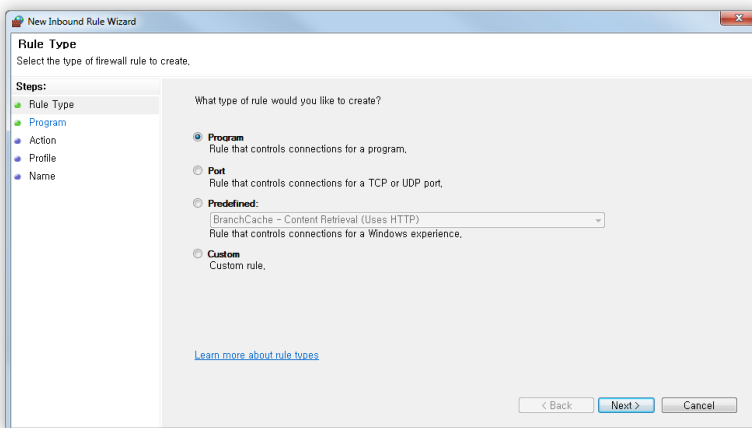 New Inbound Rule Wizard
Rule Type
Select the type of firewall rule to create,
Steps:
Rule Type
Program
Action
Profile
Name
What type of rule would you like to create?
Program
Rule that controls connections for a program,
Port
Rule that controls connections for a TCP or UDP port,
Predefined:
BranchCache - Content Retrieval (Uses HTTP)
Rule that controls connections for a Windows experience,
Custom
Custom rule,
Learn more about rule types
< Back
Next >
Cancel